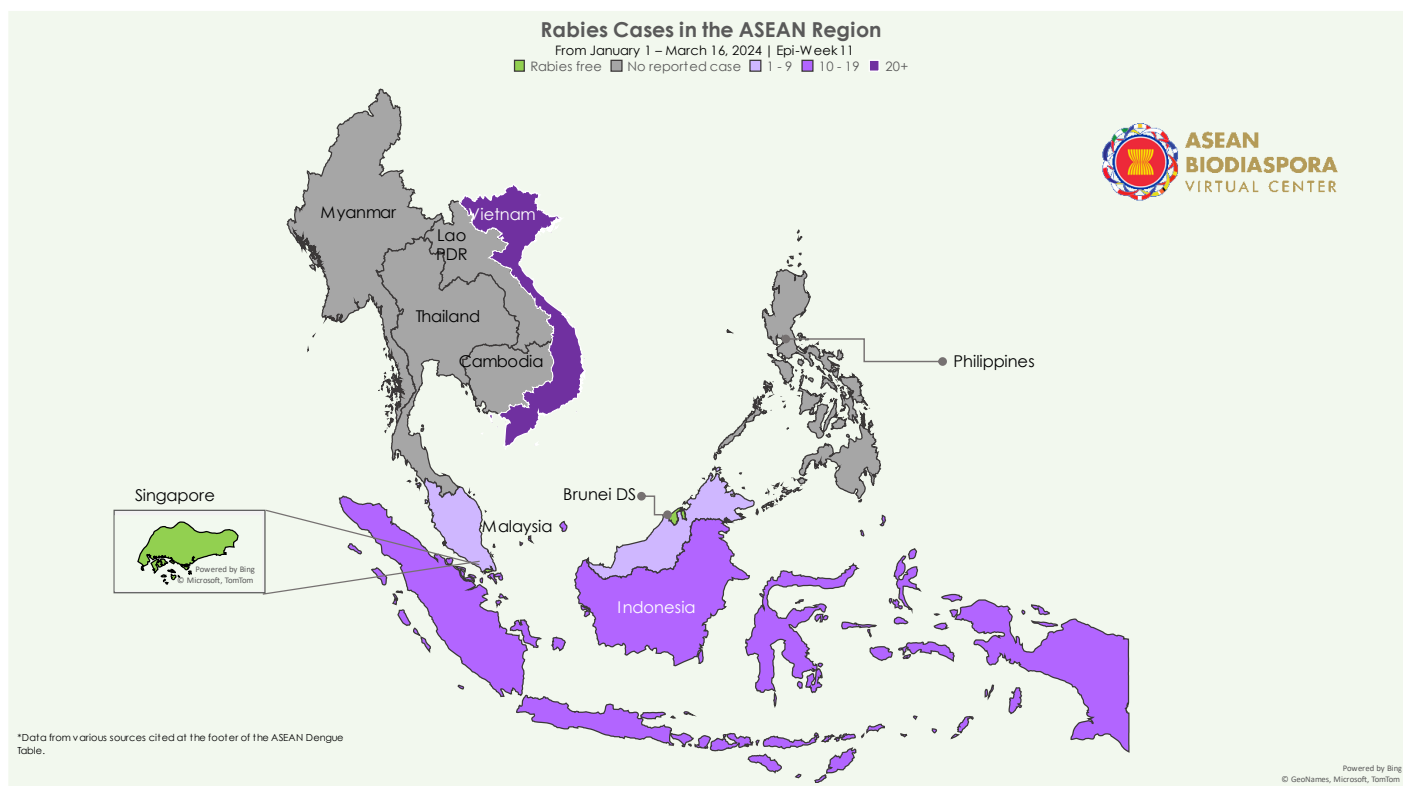 Rabies Cases in the ASEAN Region
From January 1 – March 16, 2024 | Epi-Week 11
Rabies free No reported case 1 - 9 10 - 19 20+
ASEAN
BIODIASPORA
VIRTUAL CENTER
Myanmar
Vietnam
Lao
PDR
Thailand
Cambodia
Philippines
Singapore
Brunei DS
Malaysia
Powered by Bing
© Microsoft, TomTom
Indonesia
*Data from various sources cited at the footer of the ASEAN Dengue
Table.
Powered by Bing
© GeoNames, Microsoft, TomTom